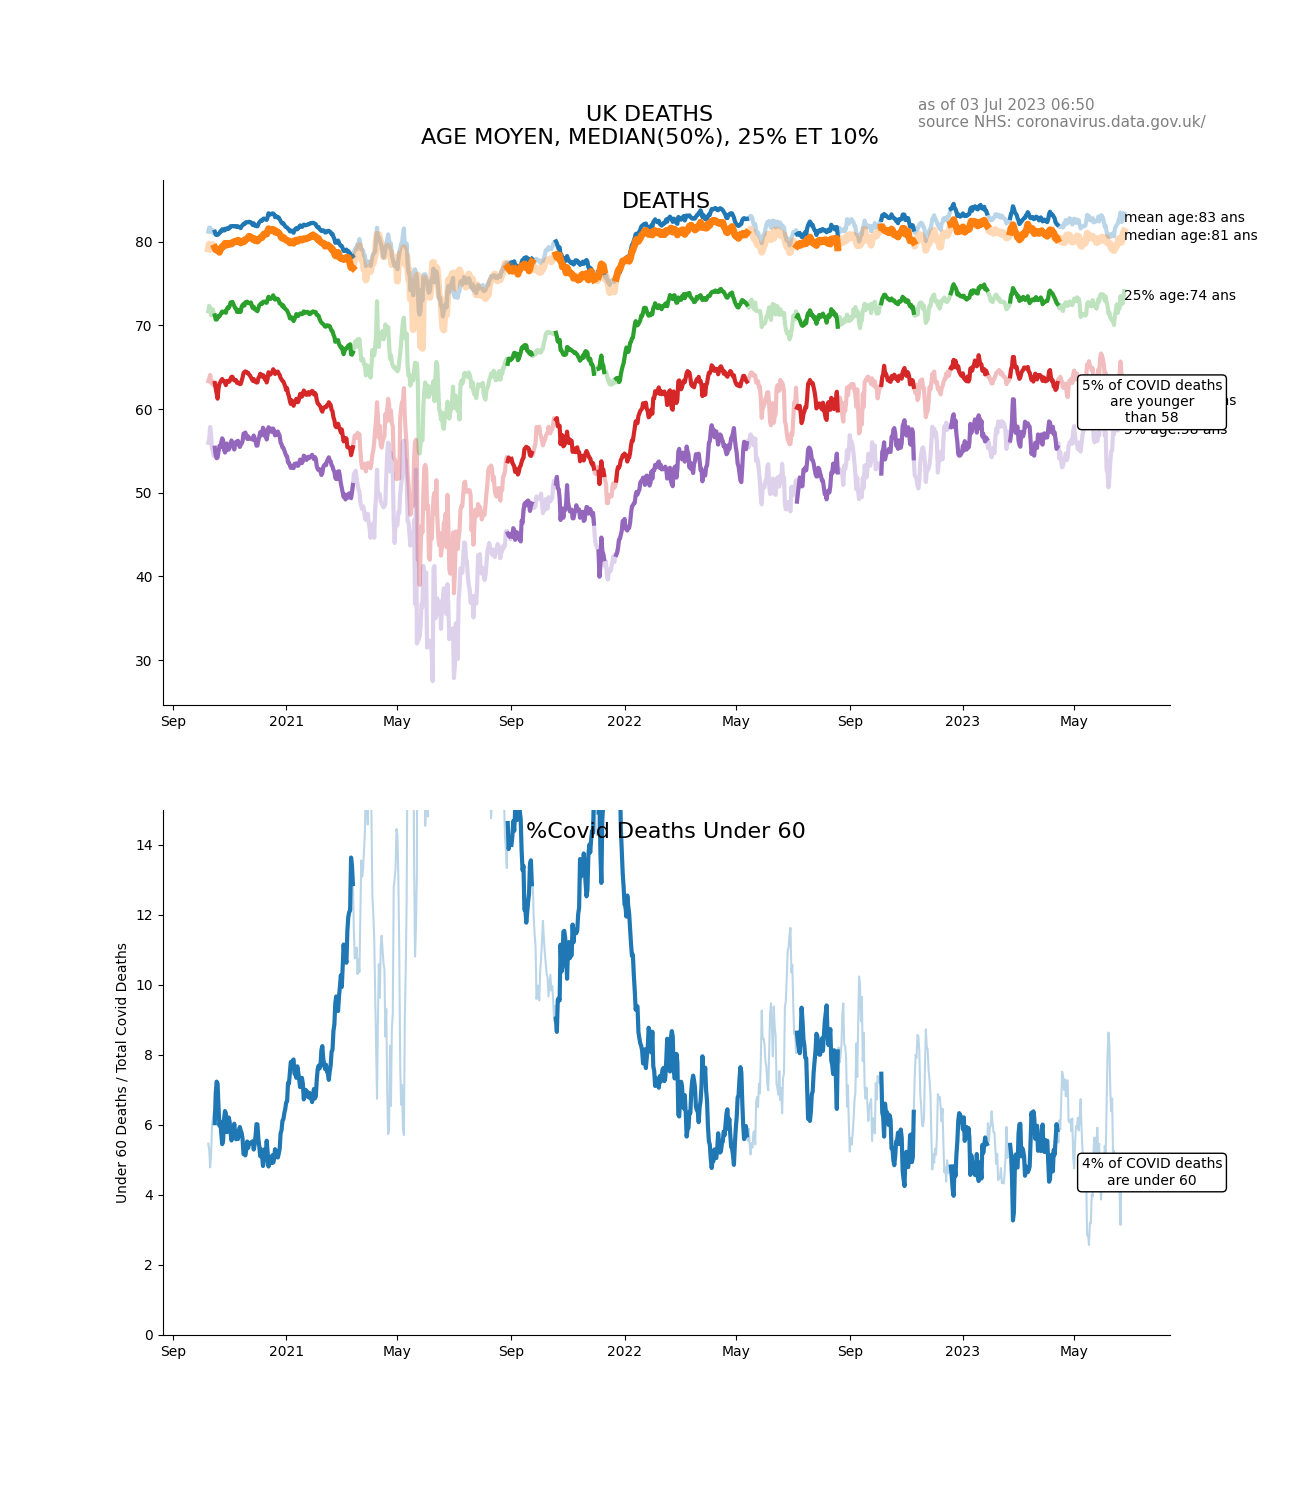 as of 03 Jul 2023 06:50
source NHS: coronavirus.data.gov.uk/
UK DEATHS
AGE MOYEN, MEDIAN(50%), 25% ET 10%
DEATHS
80
70
60
50
40
30
mean age:83 ans
median age:81 ans
25% age:74 ans
5% of COVID deaths
are younger
than 58
Sep 2021 May Sep 2022 May Sep 2023 May
%Covid Deaths Under 60
Under 60 Deaths / Total Covid Deaths
14
12
10
8
6
4
2
0
4% of COVID deaths
are under 60
Sep 2021 May Sep 2022 May Sep 2023 May